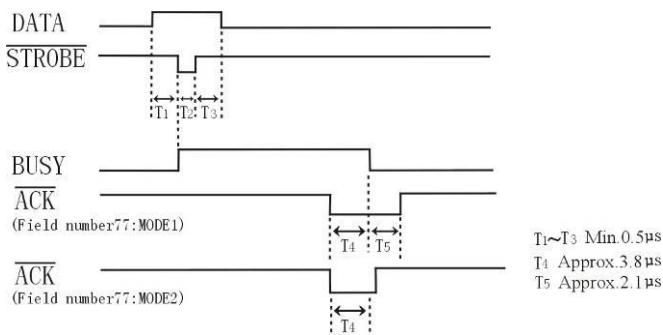 DATA
STROBE
T1 T2 T3
BUSY
ACK
(Field number77:MODE1)
T4 T5
T1~T3 Min.0.5µs
T4 Approx.3.8µs
T5 Approx.2.1µs
ACK
(Field number77:MODE2)
T4